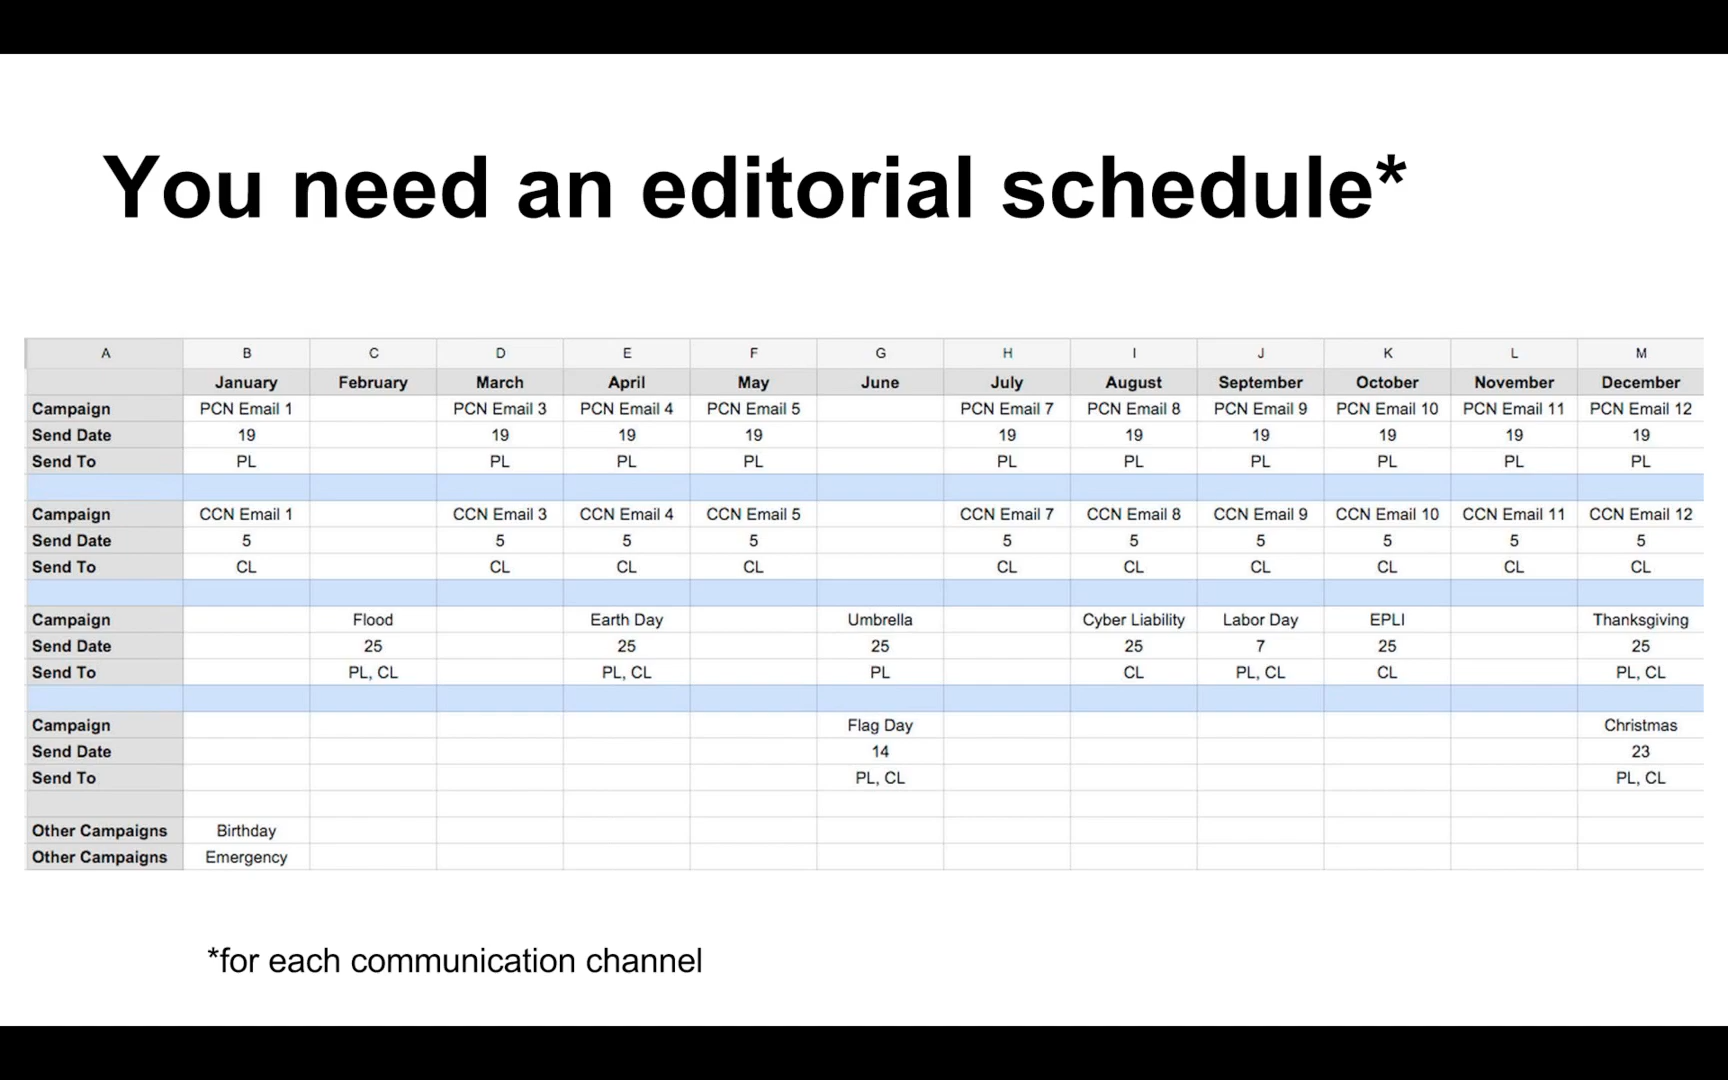 You need an editorial schedule*
A B C D E F G H I J K L M
January February March April May June July August September October November December
Campaign PCN Email 1 PCN Email 3 PCN Email 4 PCN Email 5 PCN Email 7 PCN Email 8 PCN Email 9 PCN Email 10 PCN Email 11 PCN Email 12
Send Date 19 19 19 19 19 19 19 19 19 19
Send To PL PL PL PL PL PL PL PL PL PL
Campaign CCN Email 1 CCN Email 3 CCN Email 4 CCN Email 5 CCN Email 7 CCN Email 8 CCN Email 9 CCN Email 10 CCN Email 11 CCN Email 12
Send Date 5 5 5 5 5 5 5 5 5 5
Send To CL CL CL CL CL CL CL CL CL CL
Campaign Flood Earth Day Umbrella Cyber Liability Labor Day EPLI Thanksgiving
Send Date 25 25 25 25 7 25 25
Send To PL, CL PL, CL PL CL PL, CL CL PL, CL
Campaign Flag Day Christmas
Send Date 14 23
Send To PL, CL PL, CL
Other Campaigns Birthday
Other Campaigns Emergency
*for each communication channel